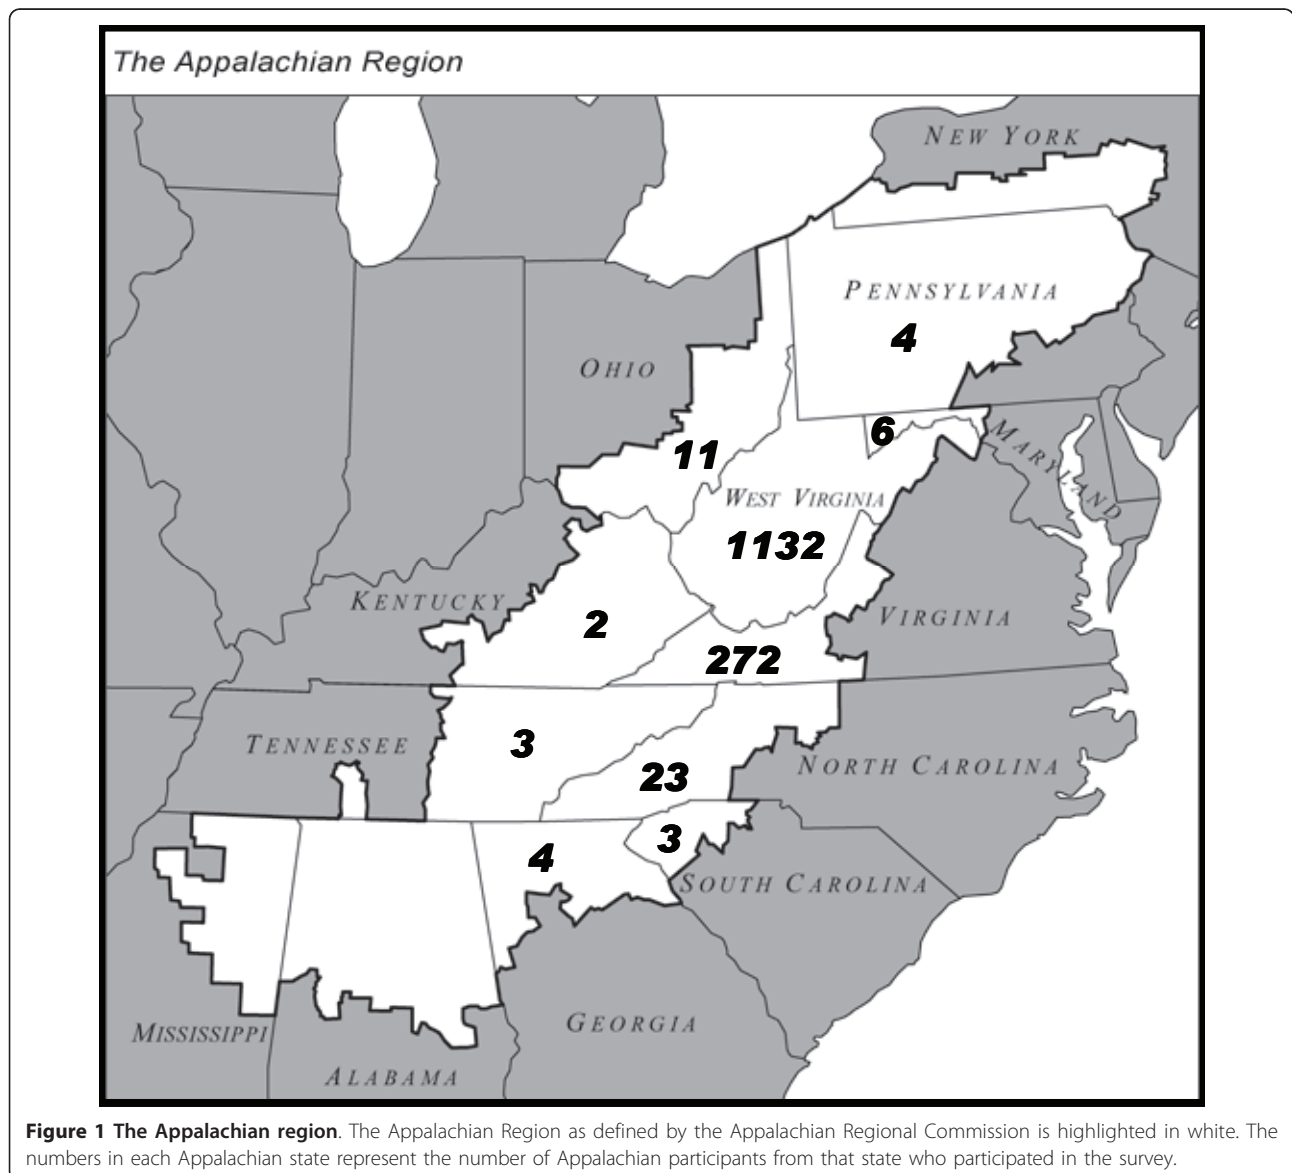 The Appalachian Region
NEW YORK
PENNSYLVANIA
4
OHIO
6
MARYLAND
11
WEST VIRGINIA
1132
KENTUCKY
2
VIRGINIA
272
TENNESSEE
3
23
NORTH CAROLINA
3
4
SOUTH CAROLINA
MISSISSIPPI
GEORGIA
ALABAMA
Figure 1 The Appalachian region. The Appalachian Region as defined by the Appalachian Regional Commission is highlighted in white. The
numbers in each Appalachian state represent the number of Appalachian participants from that state who participated in the survey.